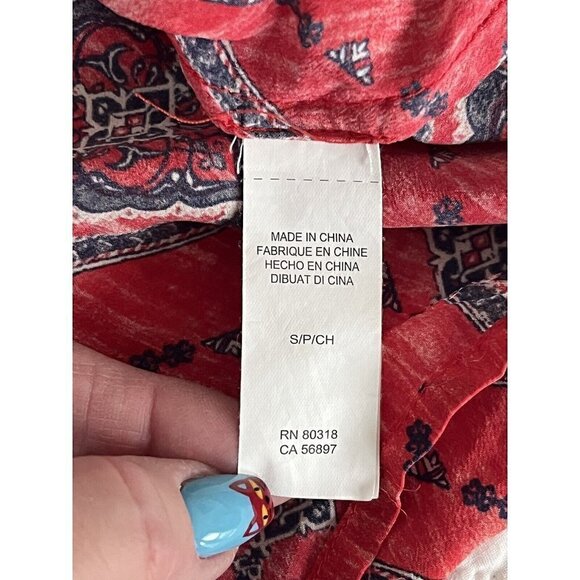 MADE IN CHINA
FABRIQUE EN CHINE
HECHO EN CHINA
DIBUAT DI CINA
S/P/CH
RN 80318
CA 56897